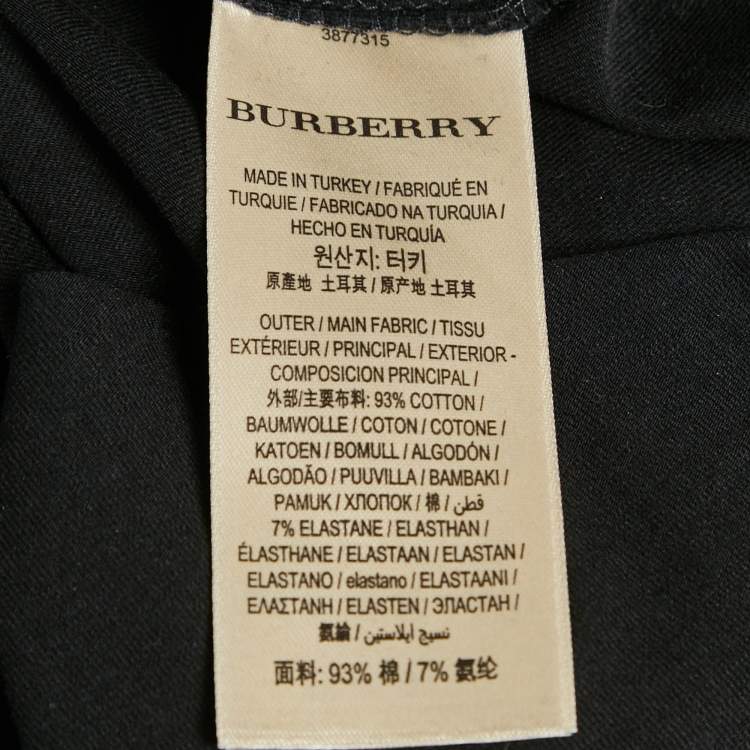 3877315
BURBERRY
MADE IN TURKEY / FABRIQUÉ EN
TURQUIE / FABRICADO NA TURQUIA /
HECHO EN TURQUÍA
원산지: 터키
原產地 土耳其 / 原产地 土耳其
OUTER / MAIN FABRIC / TISSU
EXTÉRIEUR / PRINCIPAL / EXTERIOR -
COMPOSICION PRINCIPAL /
外部/主要布料: 93% COTTON /
BAUMWOLLE / COTON / COTONE /
KATOEN / BOMULL / ALGODÓN /
ALGODÃO / PUUVILLA / BAMBAKI /
PAMUK / ХЛОПОК / 棉 / قطن
7% ELASTANE / ELASTHAN /
ÉLASTHANE / ELASTAAN / ELASTAN /
ELASTANO / elastano / ELASTAANI /
ΕΛΑΣΤΑΝΗ / ELASTEN / ЭЛАСТАН /
氨綸 / نسيج ايلاستين
面料: 93% 棉 / 7% 氨纶